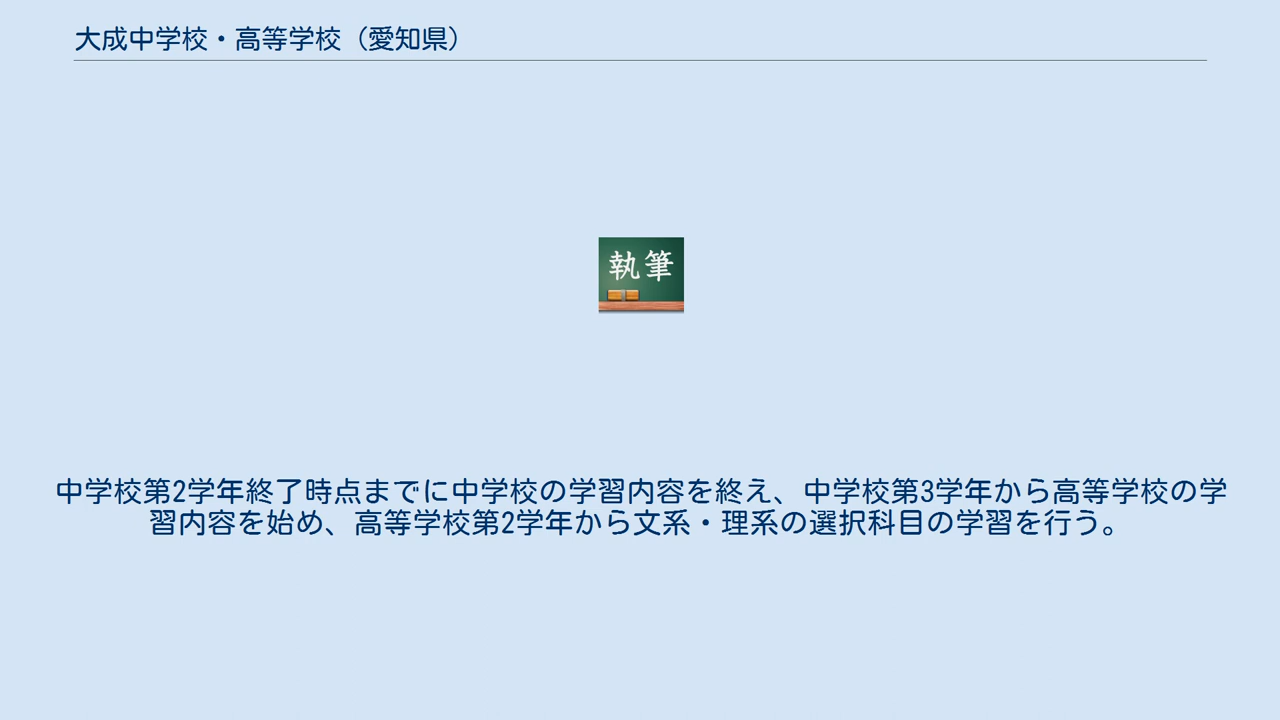 大成中学校・高等学校（愛知県）
執筆
中学校第2学年終了時点までに中学校の学習内容を終え、中学校第3学年から高等学校の学
習内容を始め、高等学校第2学年から文系・理系の選択科目の学習を行う。